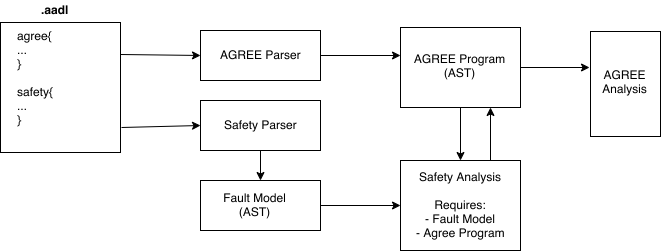 .aadl
agree{
...
}
safety{
...
}
AGREE Parser
Safety Parser
Fault Model
(AST)
AGREE Program
(AST)
Safety Analysis
Requires:
- Fault Model
- Agree Program
AGREE
Analysis